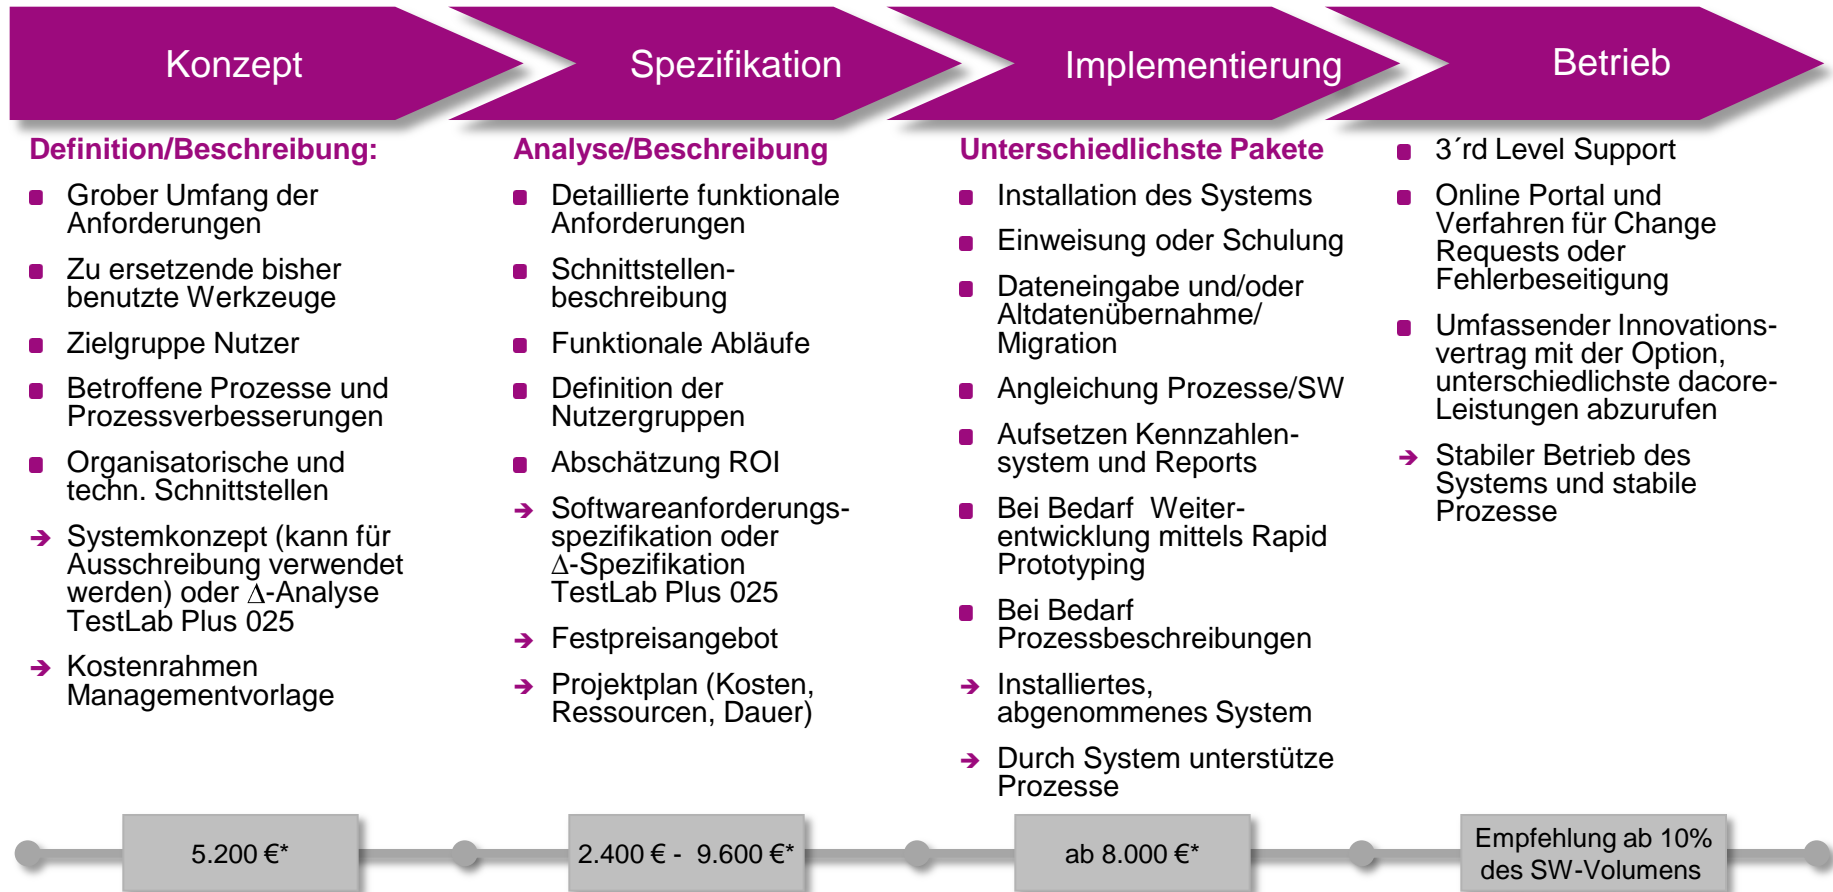 Konzept
Spezifikation
Implementierung
Betrieb
Definition/Beschreibung:
Grober Umfang der
Anforderungen
Zu ersetzende bisher
benutzte Werkzeuge
Zielgruppe Nutzer
Betroffene Prozesse und
Prozessverbesserungen
Organisatorische und
techn. Schnittstellen
Systemkonzept (kann für
Ausschreibung verwendet
werden) oder Δ-Analyse
TestLab Plus 025
Kostenrahmen
Managementvorlage
Analyse/Beschreibung
Detaillierte funktionale
Anforderungen
Schnittstellen-
beschreibung
Funktionale Abläufe
Definition der
Nutzergruppen
Abschätzung ROI
Softwareanforderungs-
spezifikation oder
Δ-Spezifikation
TestLab Plus 025
Festpreisangebot
Projektplan (Kosten,
Ressourcen, Dauer)
Unterschiedlichste Pakete
Installation des Systems
Einweisung oder Schulung
Dateneingabe und/oder
Altdatenübernahme/
Migration
Angleichung Prozesse/SW
Aufsetzen Kennzahlen-
system und Reports
Bei Bedarf  Weiter-
entwicklung mittels Rapid
Prototyping
Bei Bedarf
Prozessbeschreibungen
Installiertes,
abgenommenes System
Durch System unterstütze
Prozesse
3´rd Level Support
Online Portal und
Verfahren für Change
Requests oder
Fehlerbeseitigung
Umfassender Innovations-
vertrag mit der Option,
unterschiedlichste dacore-
Leistungen abzurufen
Stabiler Betrieb des
Systems und stabile
Prozesse
5.200 €*
2.400 € -  9.600 €*
ab 8.000 €*
Empfehlung ab 10%
des SW-Volumens